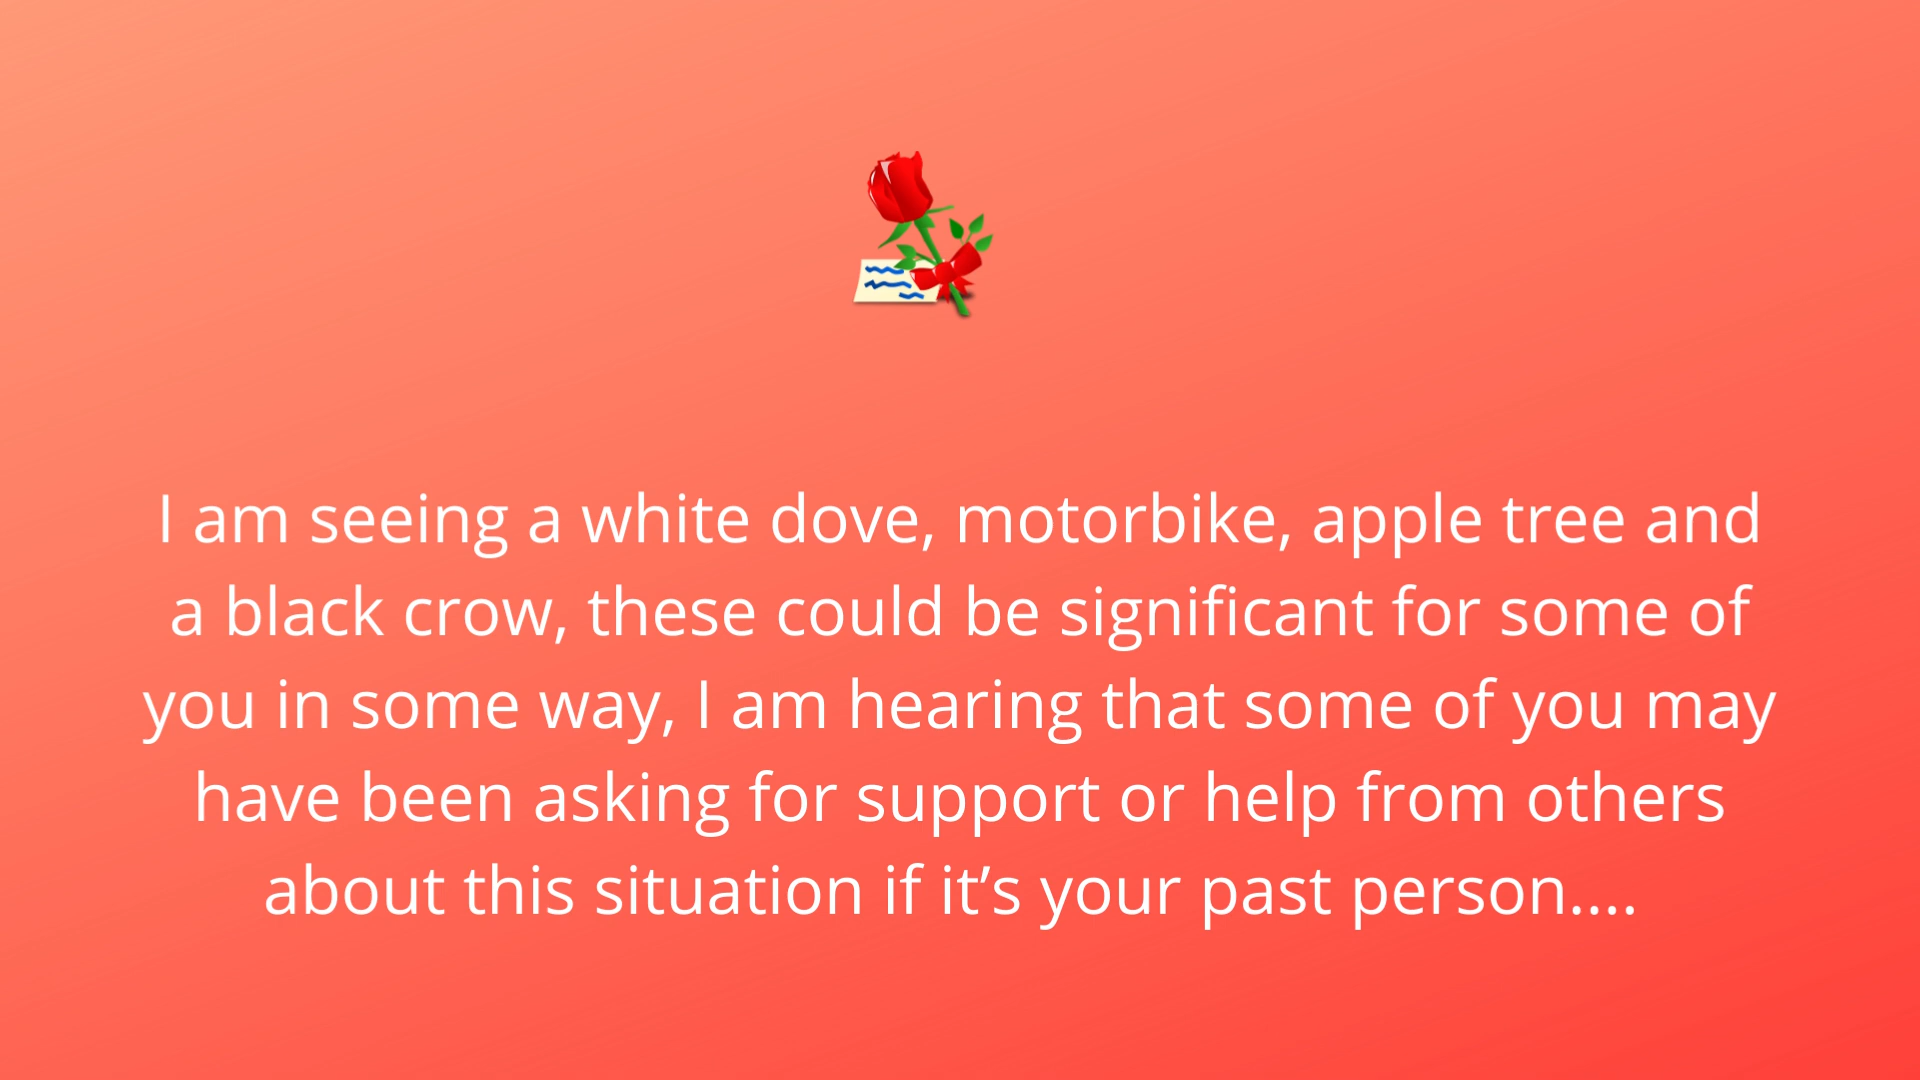 I am seeing a white dove, motorbike, apple tree and
a black crow, these could be significant for some of
you in some way, I am hearing that some of you may
have been asking for support or help from others
about this situation if it’s your past person....